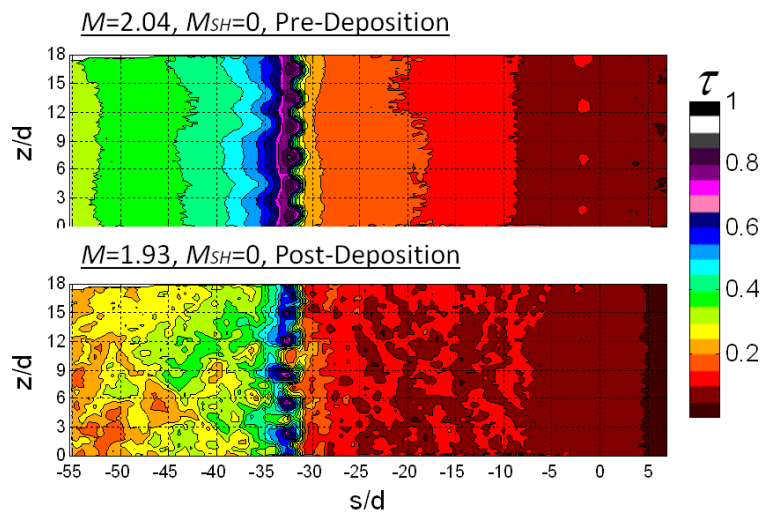 M=2.04, MSH=0, Pre-Deposition
18
15
12
9
6
3
0
z/d
τ
1
0.8
0.6
0.4
0.2
M=1.93, MSH=0, Post-Deposition
18
15
12
9
6
3
0
z/d
-55 -50 -45 -40 -35 -30 -25 -20 -15 -10 -5 0 5
s/d